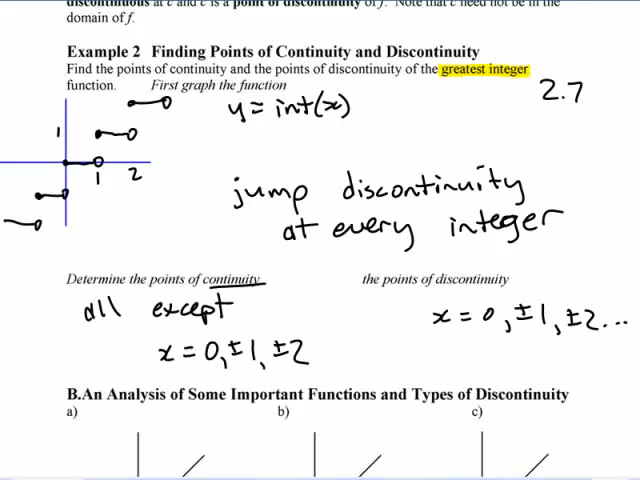 discontinuous at c and c is a point of discontinuity of f. Note that c need not be in the
domain of f.
Example 2 Finding Points of Continuity and Discontinuity
Find the points of continuity and the points of discontinuity of the greatest integer
function. First graph the function
y = int(x)
2.7
1
1 2
jump discontinuity
at every integer
Determine the points of continuity the points of discontinuity
all except
x = 0, ±1, ±2
x = 0, ±1, ±2...
B.An Analysis of Some Important Functions and Types of Discontinuity
a) b) c)